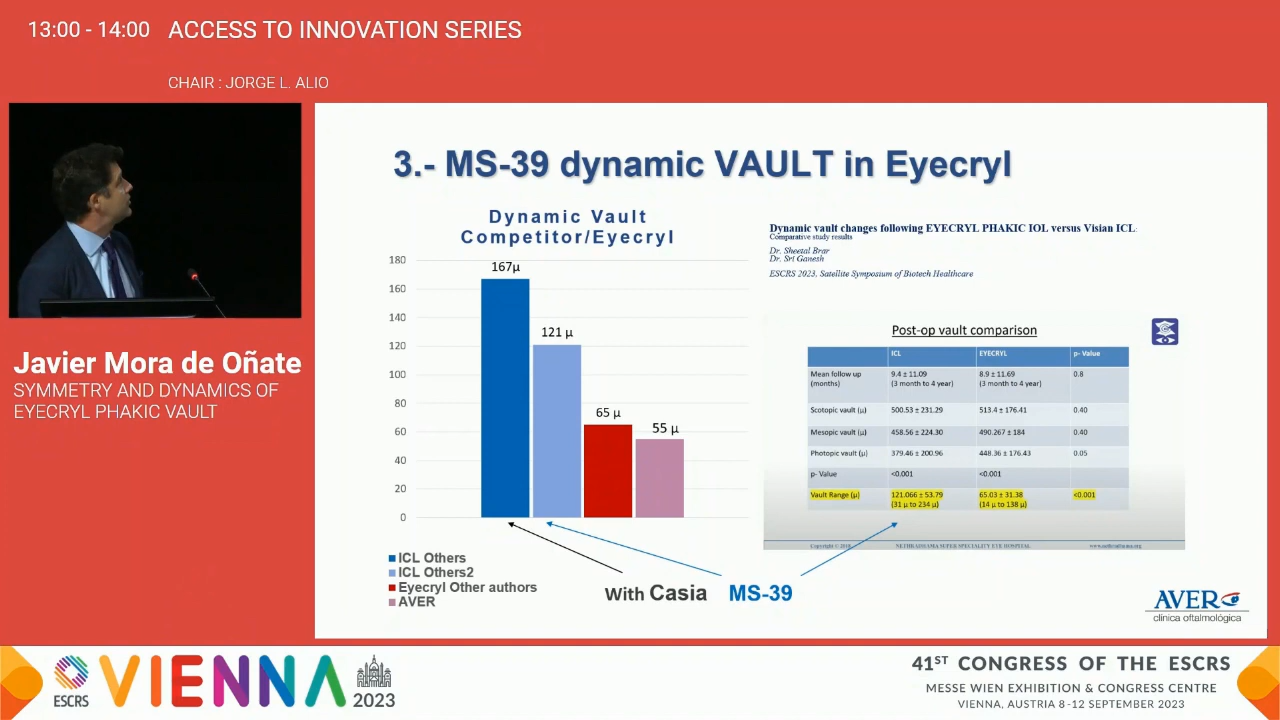 13:00 - 14:00 ACCESS TO INNOVATION SERIES
CHAIR : JORGE L. ALIO
Javier Mora de Oñate
SYMMETRY AND DYNAMICS OF
EYECRYL PHAKIC VAULT
3.- MS-39 dynamic VAULT in Eyecryl
Dynamic Vault
Competitor/Eyecryl
180
160
140
120
100
80
60
40
20
0
167µ
121 µ
65 µ
55 µ
ICL Others
ICL Others2
Eyecryl Other authors
AVER
With Casia
MS-39
Dynamic vault changes following EYECRYL PHAKIC IOL versus Visian ICL:
Comparative study results
Dr. Sheetal Brar
Dr. Sri Ganesh
ESCRS 2023. Satellite Symposium of Biotech Healthcare
Post-op vault comparison
ICL EYECRYL p- Value
Mean follow up (months) 9.4 ± 11.09 (3 month to 4 year) 8.9 ± 11.69 (3 month to 4 year) 0.8
Scotopic vault (µ) 500.53 ± 231.29 513.4 ± 176.41 0.40
Mesopic vault (µ) 458.56 ± 224.30 490.267 ± 184 0.40
Photopic vault (µ) 379.46 ± 200.96 448.36 ± 176.43 0.05
p- Value <0.001 <0.001
Vault Range (µ) 121.066 ± 53.79 (31 µ to 234 µ) 65.03 ± 31.38 (14 µ to 138 µ) <0.001
NETHRADHAMA SUPER SPECIALITY EYE HOSPITAL
AVER
clínica oftalmológica
ESCRS
VIENNA
2023
41ST CONGRESS OF THE ESCRS
MESSE WIEN EXHIBITION & CONGRESS CENTRE
VIENNA, AUSTRIA 8-12 SEPTEMBER 2023